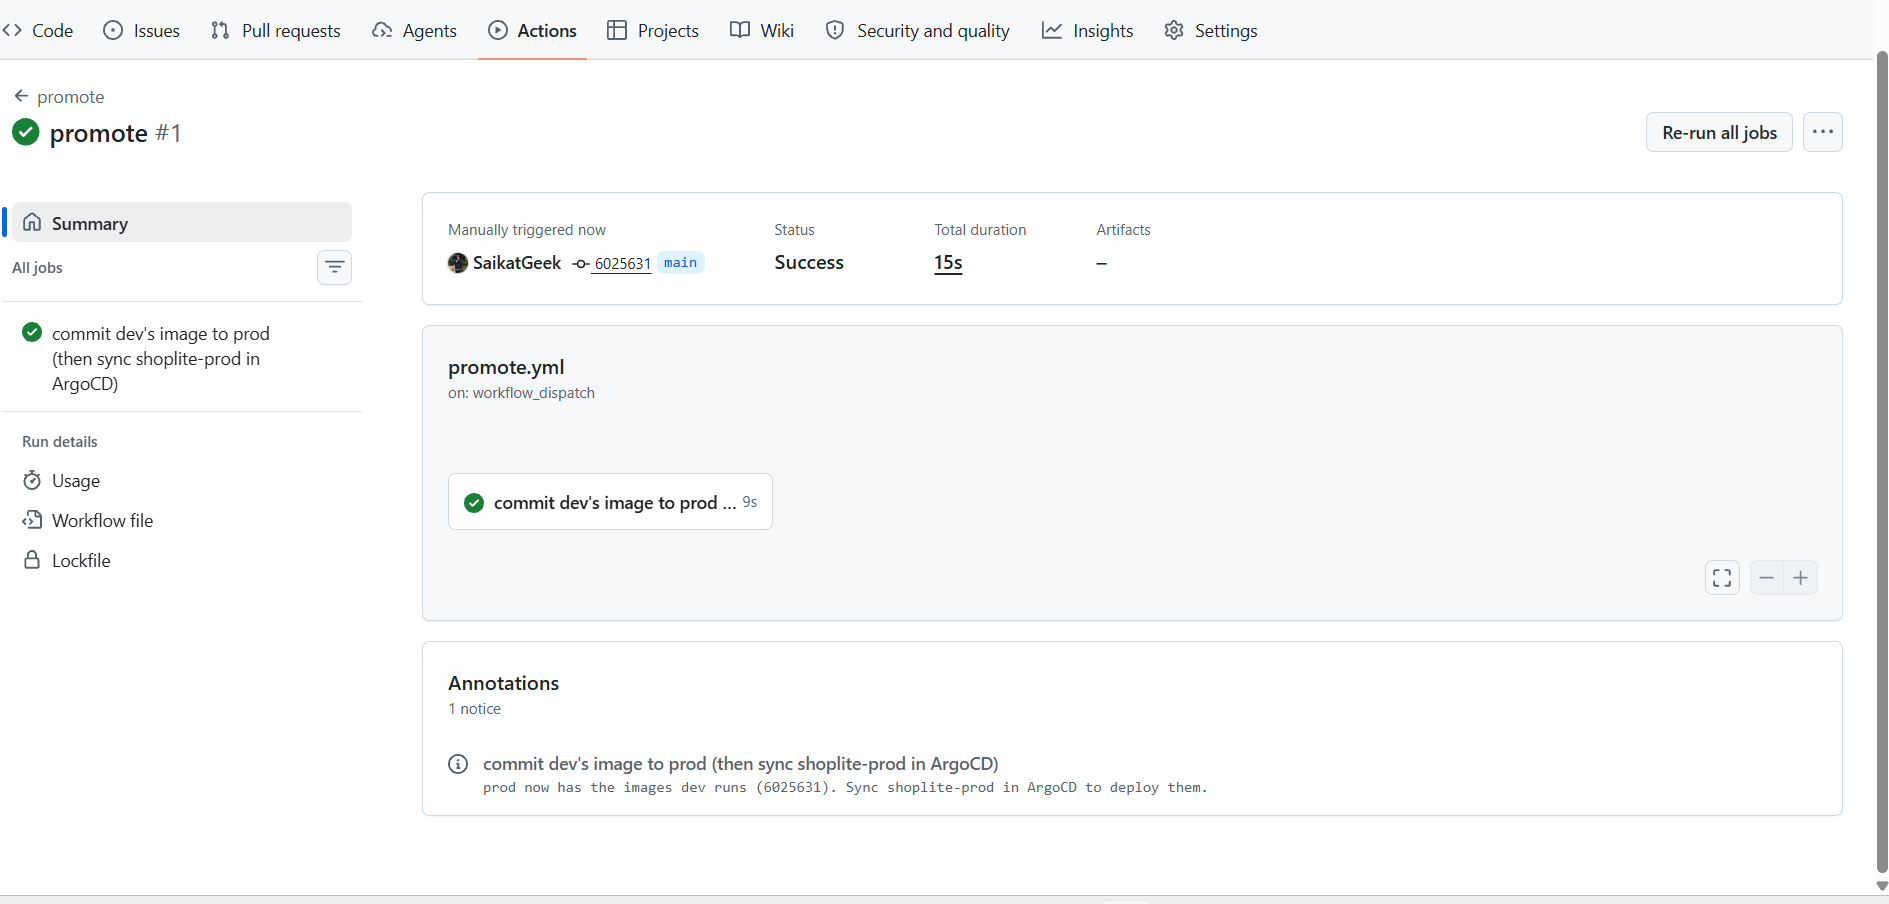 Code Issues Pull requests Agents Actions Projects Wiki Security and quality Insights Settings
promote
promote #1
Re-run all jobs
Summary
All jobs
commit dev's image to prod
(then sync shoplite-prod in
ArgoCD)
Run details
Usage
Workflow file
Lockfile
Manually triggered now
SaikatGeek 6025631 main
Status
Success
Total duration
15s
Artifacts
–
promote.yml
on: workflow_dispatch
commit dev's image to prod ... 9s
Annotations
1 notice
commit dev's image to prod (then sync shoplite-prod in ArgoCD)
prod now has the images dev runs (6025631). Sync shoplite-prod in ArgoCD to deploy them.